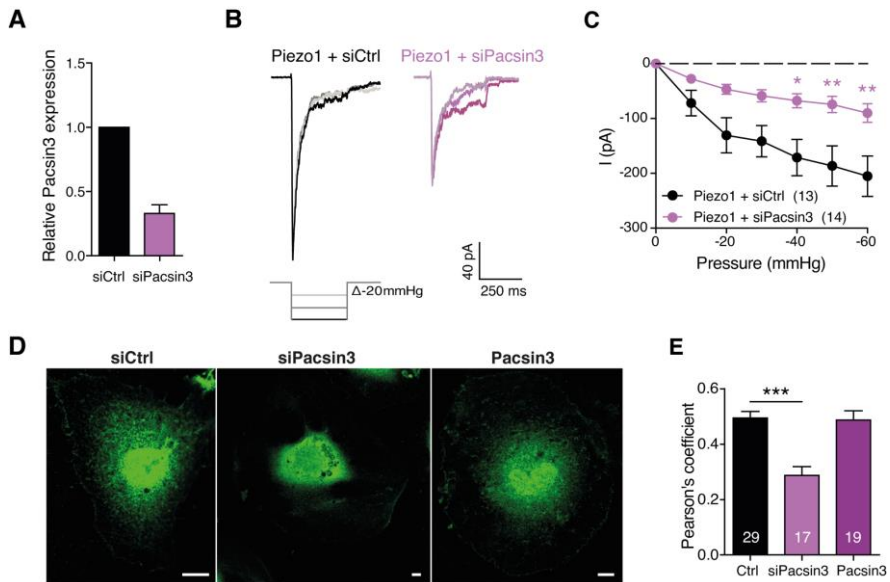 A
Relative Pacsin3 expression
1.5
1.0
0.5
0.0
siCtrl siPacsin3
B
Piezo1 + siCtrl Piezo1 + siPacsin3
Δ-20mmHg
40 pA
250 ms
C
I (pA)
0
-100
-200
-300
* ** **
Piezo1 + siCtrl (13)
Piezo1 + siPacsin3 (14)
0 -20 -40 -60
Pressure (mmHg)
D
siCtrl siPacsin3 Pacsin3
E
Pearson's coefficient
0.6
0.4
0.2
0.0
***
29 17 19
Ctrl siPacsin3 Pacsin3